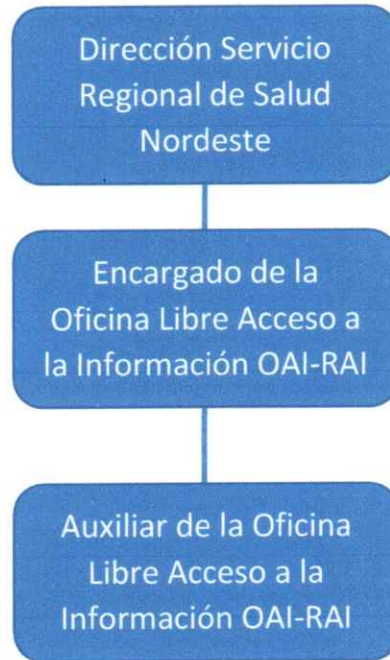 Dirección Servicio
Regional de Salud
Nordeste
Encargado de la
Oficina Libre Acceso a
la Información OAI-RAI
Auxiliar de la Oficina
Libre Acceso a la
Información OAI-RAI